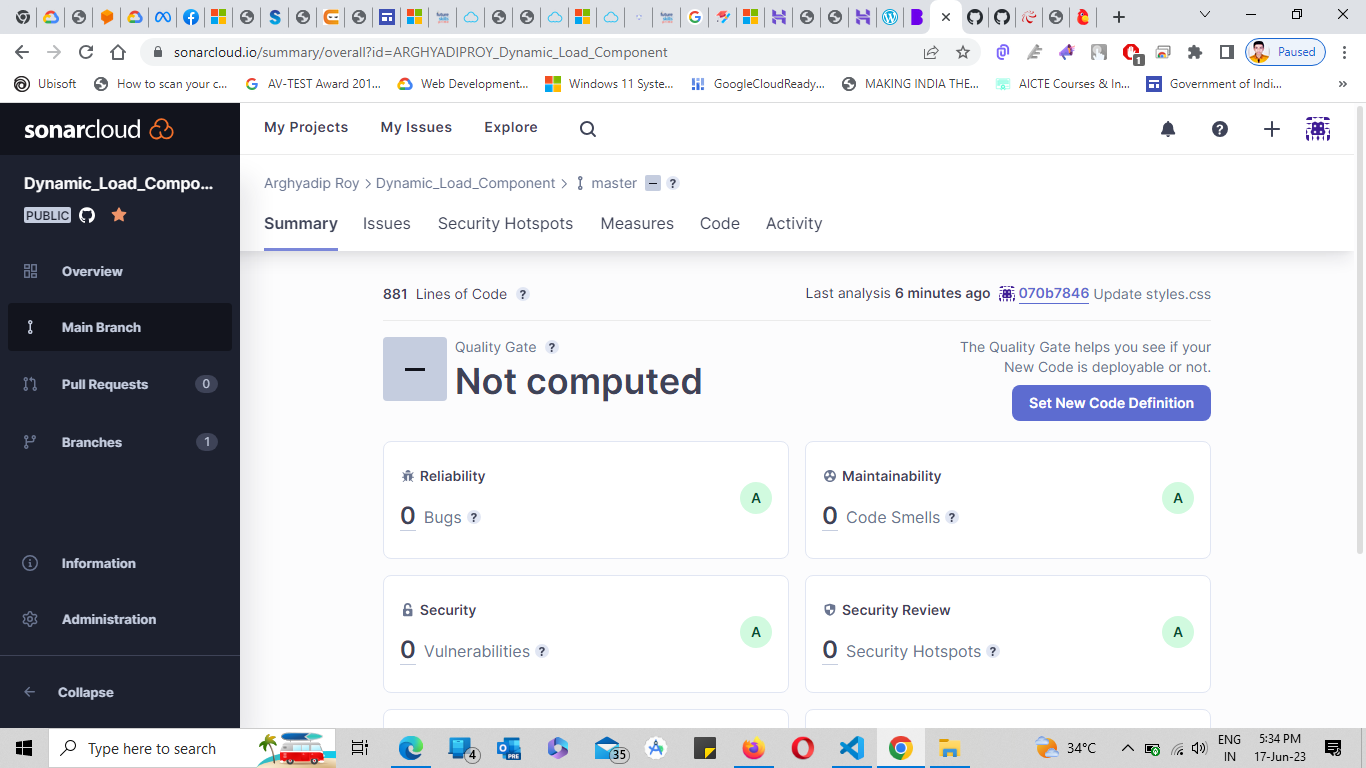 sonarcloud.io/summary/overall?id=ARGHYADIPROY_Dynamic_Load_Component
Paused
1
Ubisoft
How to scan your c...
AV-TEST Award 201...
Web Development...
Windows 11 Syste...
GoogleCloudReady...
MAKING INDIA THE...
AICTE Courses & In...
Government of Indi...
»
sonarcloud
My Projects
My Issues
Explore
Dynamic_Load_Compo...
PUBLIC
Arghyadip Roy > Dynamic_Load_Component > master – ?
Summary
Issues
Security Hotspots
Measures
Code
Activity
Overview
Main Branch
Pull Requests 0
Branches 1
Information
Administration
Collapse
881 Lines of Code ?
Last analysis 6 minutes ago 070b7846 Update styles.css
Quality Gate ?
Not computed
The Quality Gate helps you see if your
New Code is deployable or not.
Set New Code Definition
Reliability
0 Bugs ?
A
Maintainability
0 Code Smells ?
A
Security
0 Vulnerabilities ?
A
Security Review
0 Security Hotspots ?
A
Type here to search
4
PRE
35
34°C
ENG
IN
5:34 PM
17-Jun-23